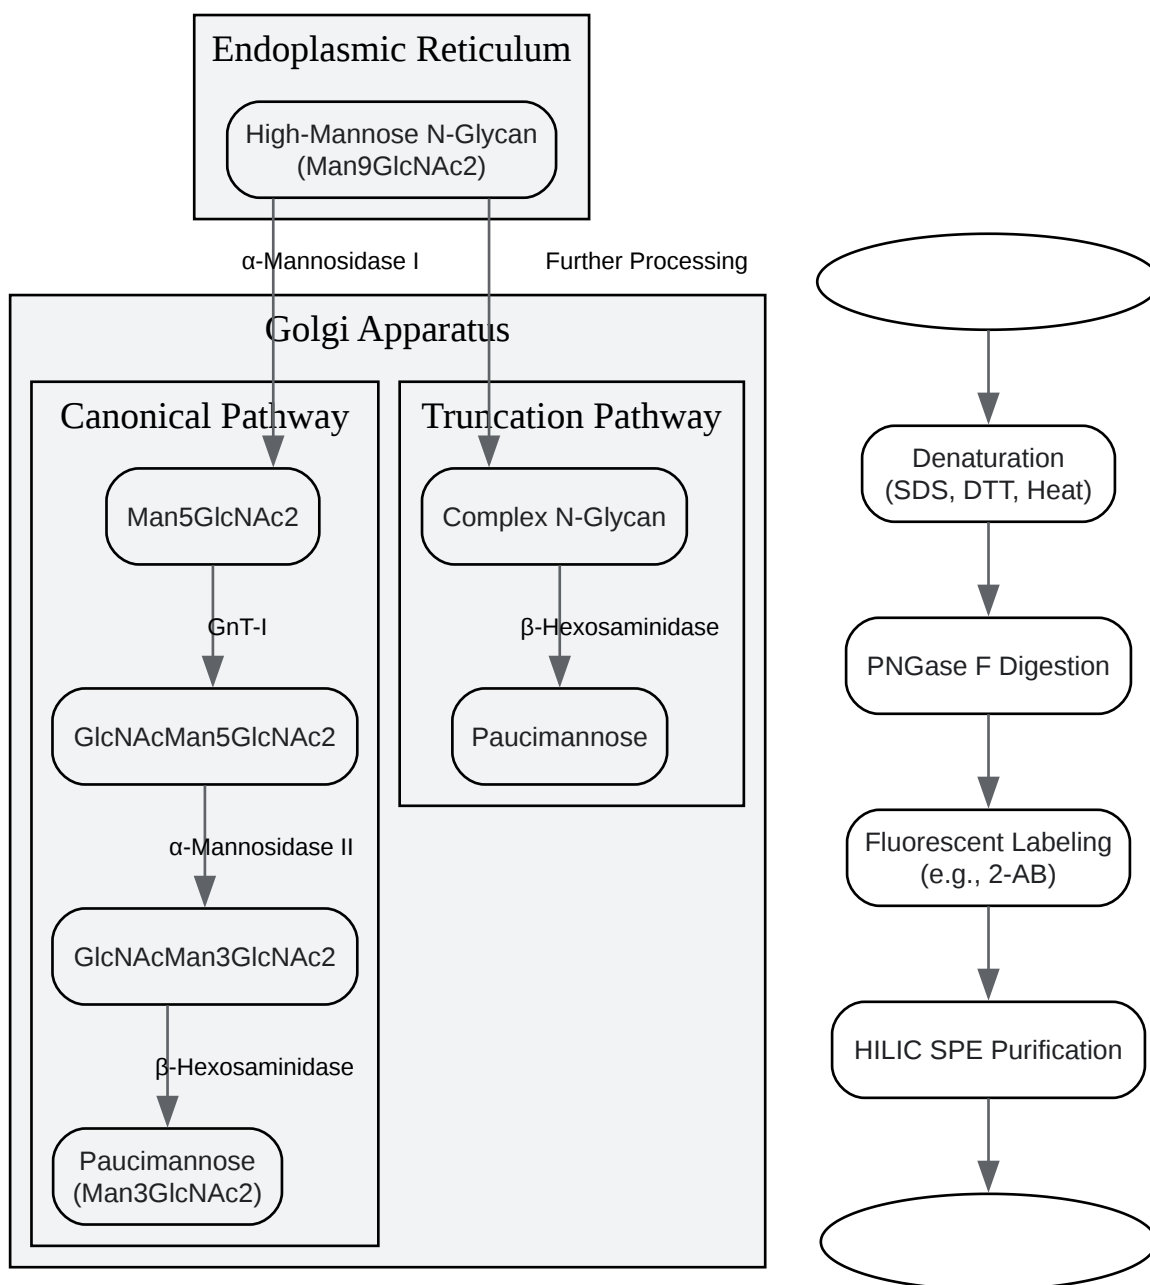 Endoplasmic Reticulum
High-Mannose N-Glycan
(Man9GlcNAc2)
α-Mannosidase I
Further Processing
Golgi Apparatus
Canonical Pathway
Man5GlcNAc2
GnT-I
GlcNAcMan5GlcNAc2
α-Mannosidase II
GlcNAcMan3GlcNAc2
β-Hexosaminidase
Paucimannose
(Man3GlcNAc2)
Truncation Pathway
Complex N-Glycan
β-Hexosaminidase
Paucimannose
Denaturation
(SDS, DTT, Heat)
PNGase F Digestion
Fluorescent Labeling
(e.g., 2-AB)
HILIC SPE Purification